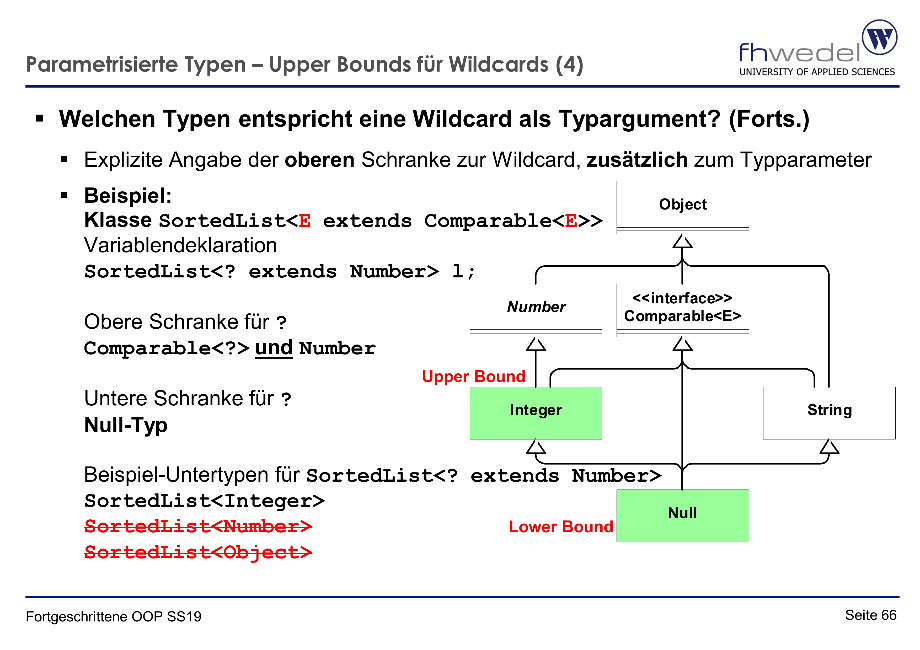 Parametrisierte Typen – Upper Bounds für Wildcards (4)
fhwedel
UNIVERSITY OF APPLIED SCIENCES
W
▪ Welchen Typen entspricht eine Wildcard als Typargument? (Forts.)
▪ Explizite Angabe der oberen Schranke zur Wildcard, zusätzlich zum Typparameter
▪ Beispiel:
Klasse SortedList<E extends Comparable<E>>
Variablendeklaration
SortedList<? extends Number> l;
Obere Schranke für ?
Comparable<?> und Number
Untere Schranke für ?
Null-Typ
Beispiel-Untertypen für SortedList<? extends Number>
SortedList<Integer>
SortedList<Number>
SortedList<Object>
Object
Number
<<interface>>
Comparable<E>
Upper Bound
Integer
String
Lower Bound
Null
Fortgeschrittene OOP SS19
Seite 66